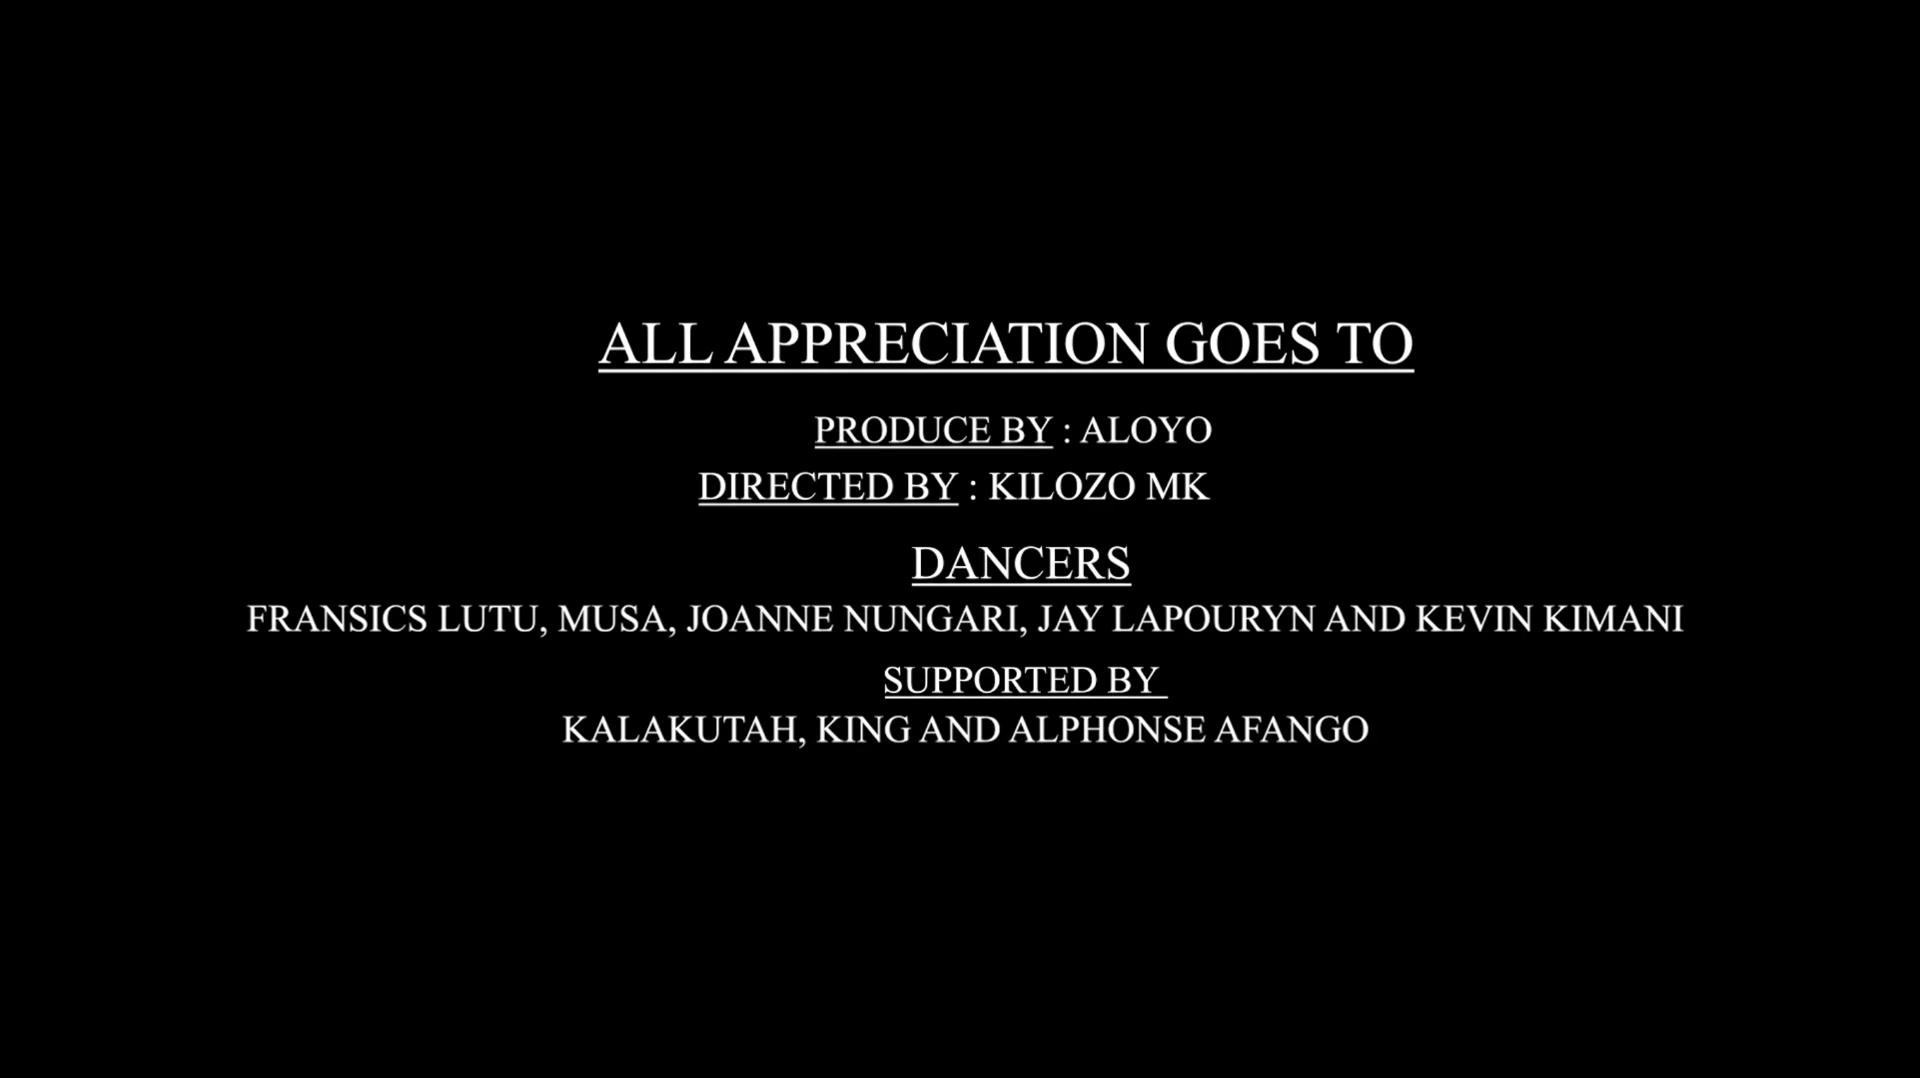 ALL APPRECIATION GOES TO
PRODUCE BY : ALOYO
DIRECTED BY : KILOZO MK
DANCERS
FRANSICS LUTU, MUSA, JOANNE NUNGARI, JAY LAPOURYN AND KEVIN KIMANI
SUPPORTED BY
KALAKUTAH, KING AND ALPHONSE AFANGO